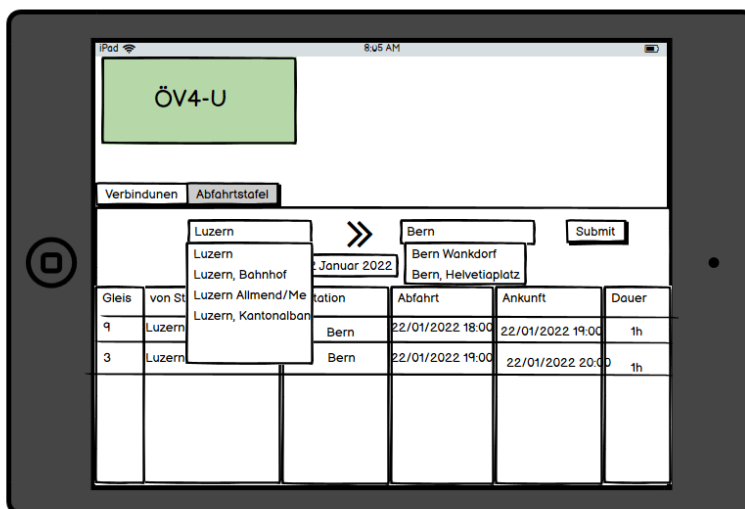 iPad 8:05 AM
ÖV4-U
Verbindunen Abfahrtstafel
Luzern Bern Submit
Luzern
Luzern, Bahnhof
Luzern Allmend/Me
Luzern, Kantonalban
Bern Wankdorf
Bern, Helvetiaplatz
2 Januar 2022
Gleis von St tation Abfahrt Ankunft Dauer
9 Luzern Bern 22/01/2022 18:00 22/01/2022 19:00 1h
3 Luzern Bern 22/01/2022 19:00 22/01/2022 20:00 1h